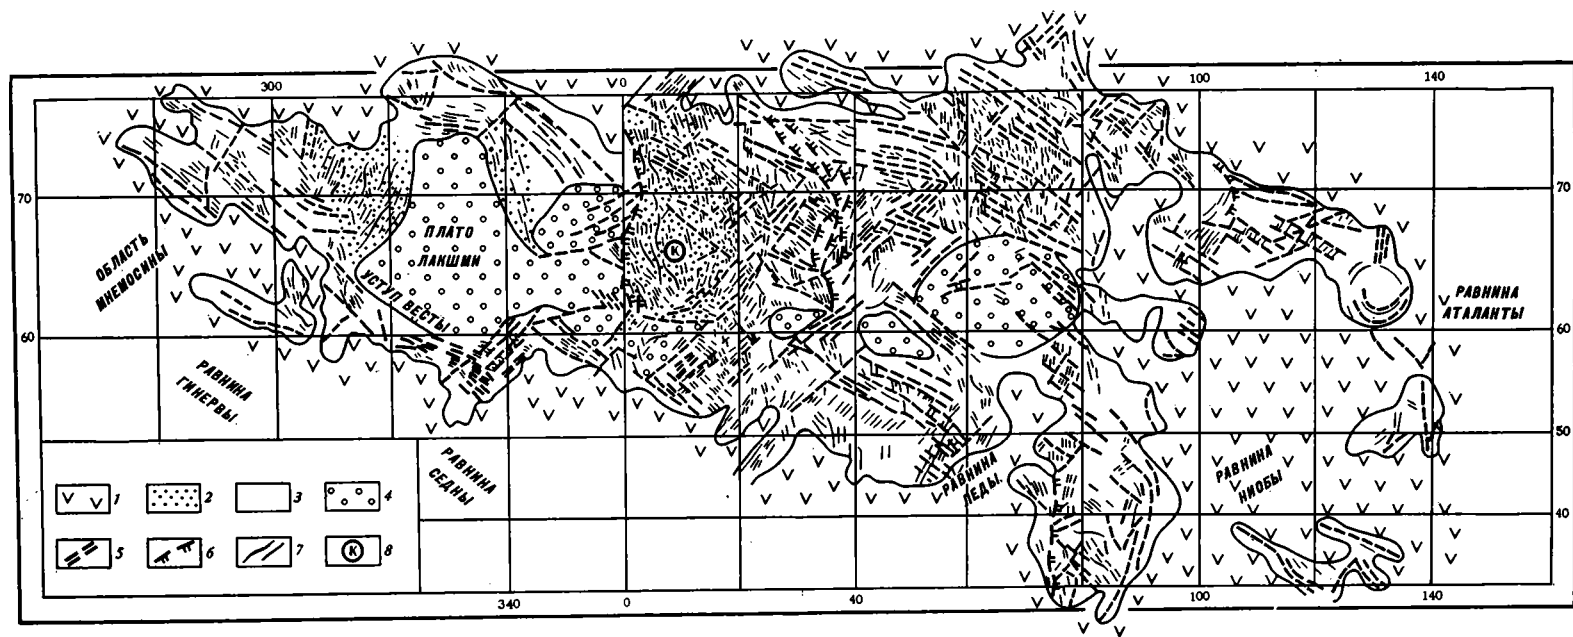 300 0 100 140
70 70
ОБЛАСТЬ
МНЕМОСИНЫ
ПЛАТО
ЛАКШМИ
К
УСТУП ВЕСТЫ
РАВНИНА
АТАЛАНТЫ
60 60
РАВНИНА
ГИНЕРВЫ
50
РАВНИНА
СЕДНЫ
РАВНИНА
ЛЕДЫ
РАВНИНА
НИОБЫ
40
1 2 3 4
5 6 7 К 8
340 0 40 100 140